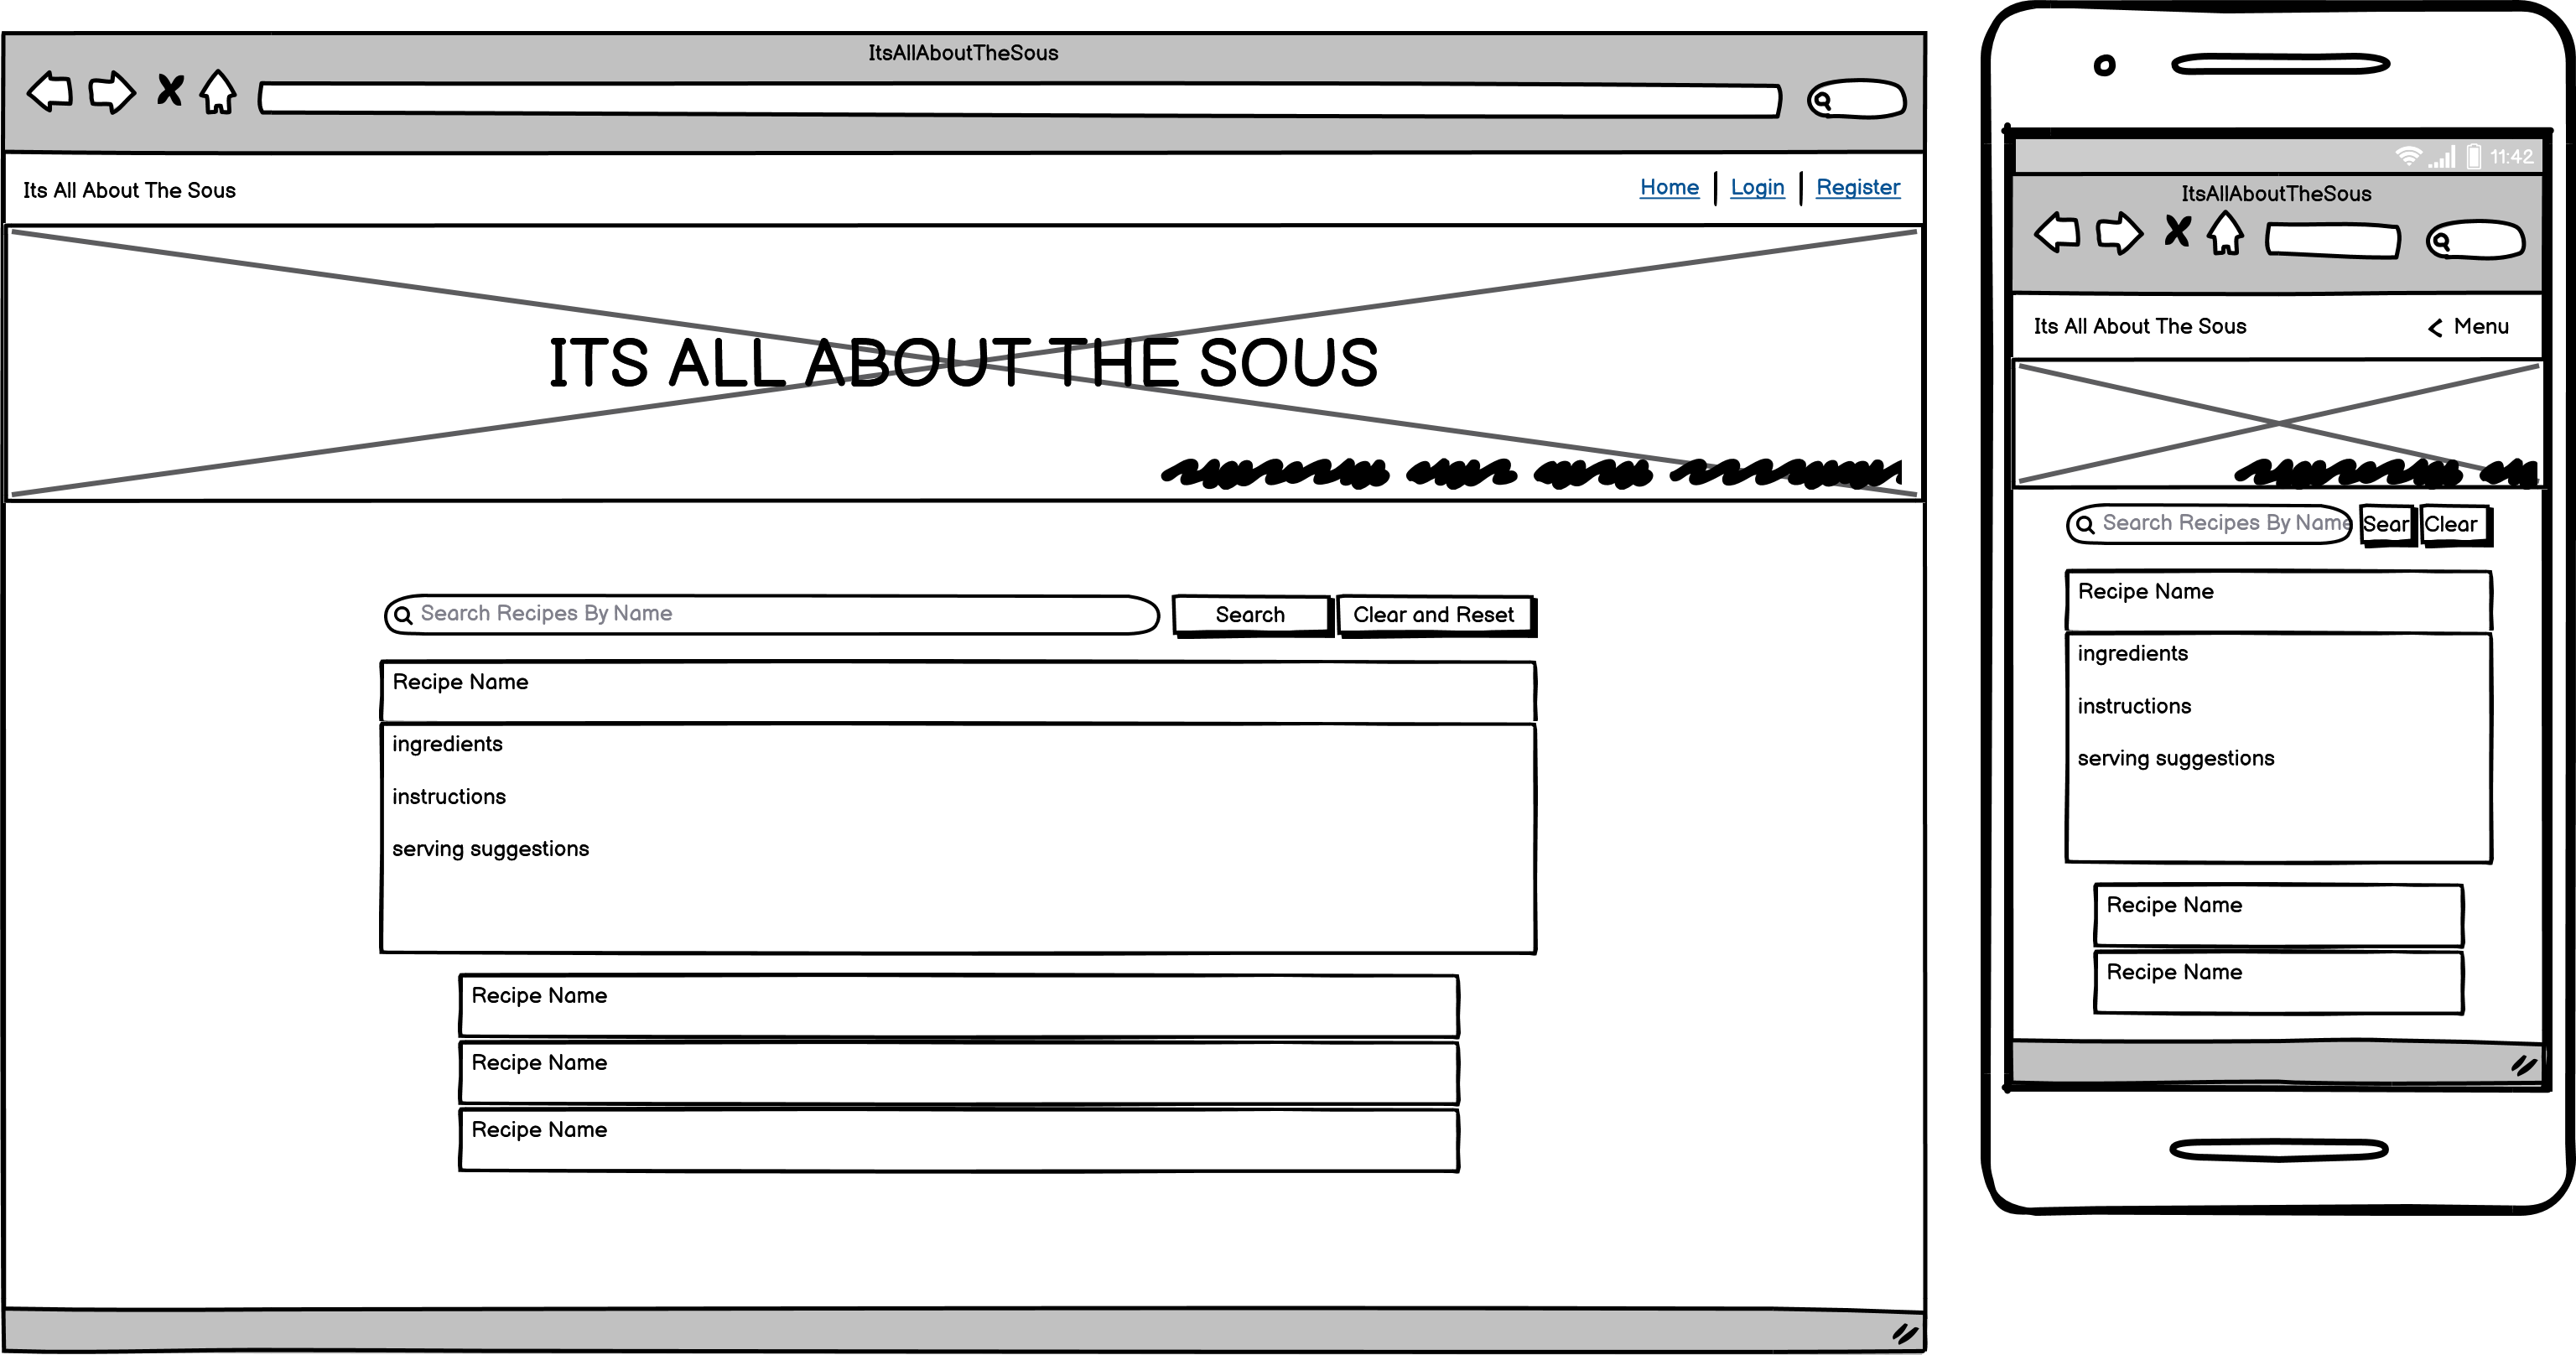 ItsAllAboutTheSous
Its All About The Sous
Home | Login | Register
ITS ALL ABOUT THE SOUS
Search Recipes By Name
Search
Clear and Reset
Recipe Name
ingredients
instructions
serving suggestions
Recipe Name
Recipe Name
Recipe Name
11:42
ItsAllAboutTheSous
Its All About The Sous
Menu
Search Recipes By Name
Sear
Clear
Recipe Name
ingredients
instructions
serving suggestions
Recipe Name
Recipe Name